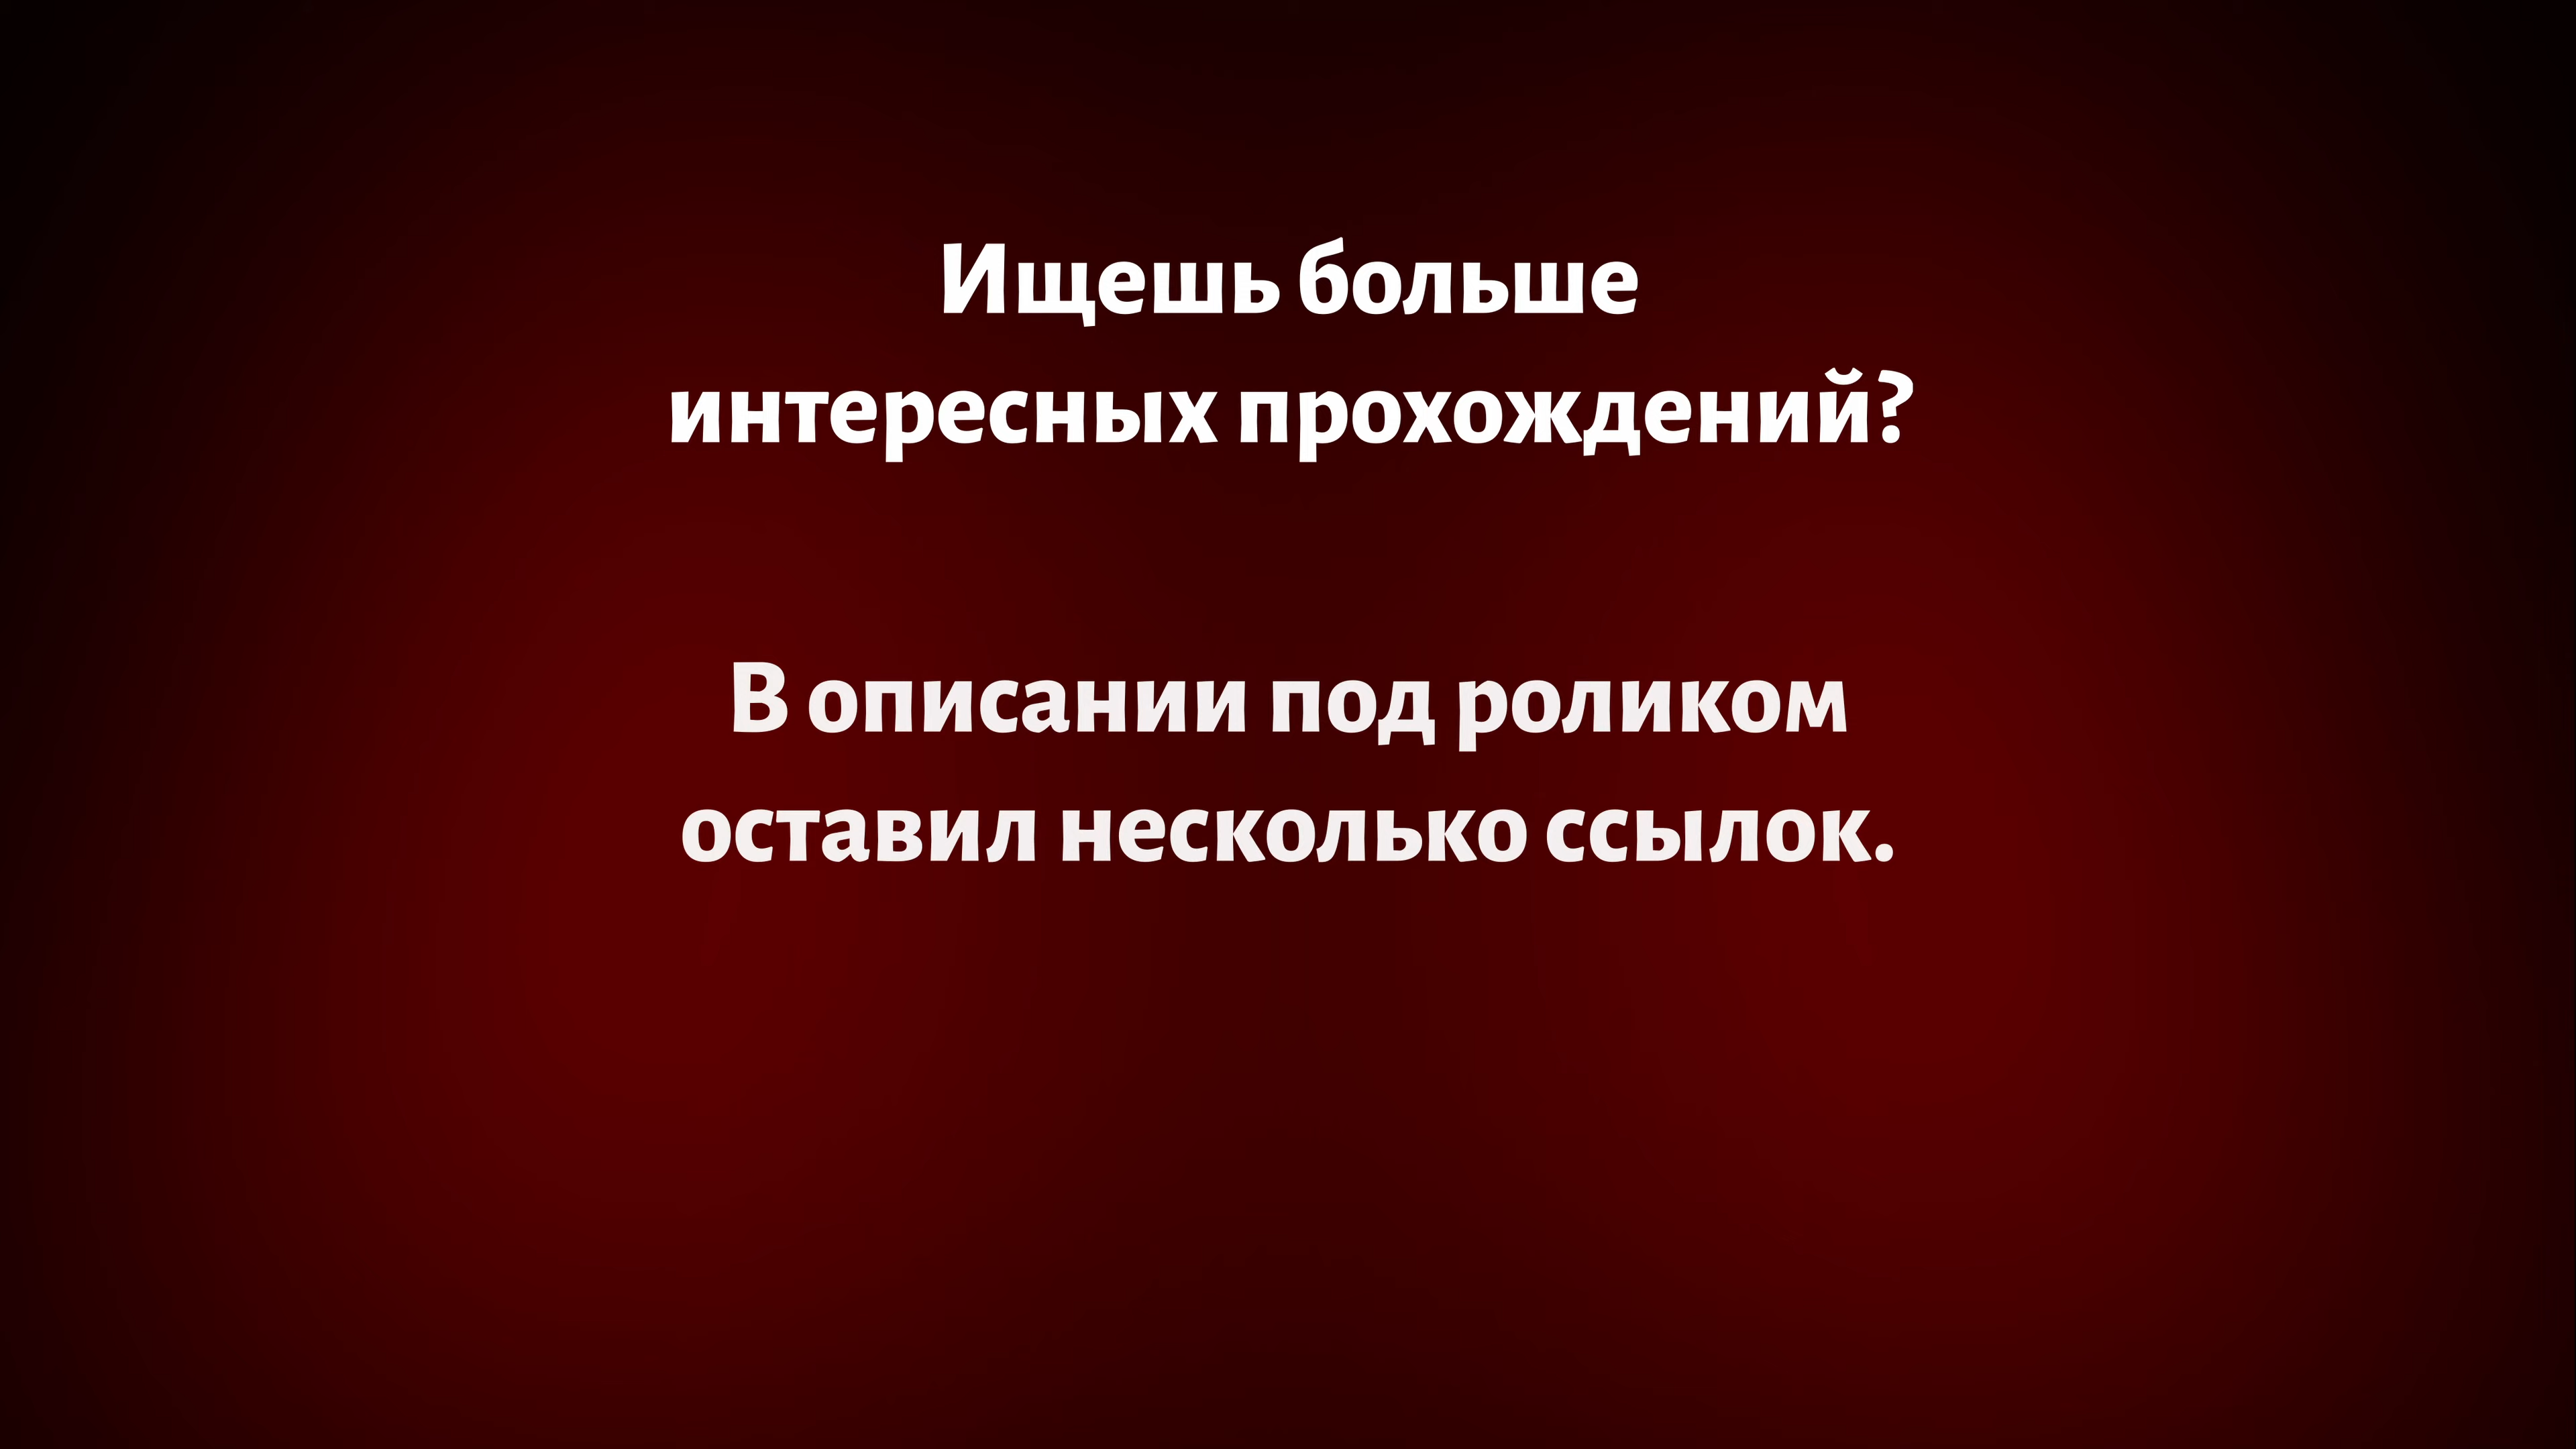 Ищешь больше
интересных прохождений?
В описании под роликом
оставил несколько ссылок.